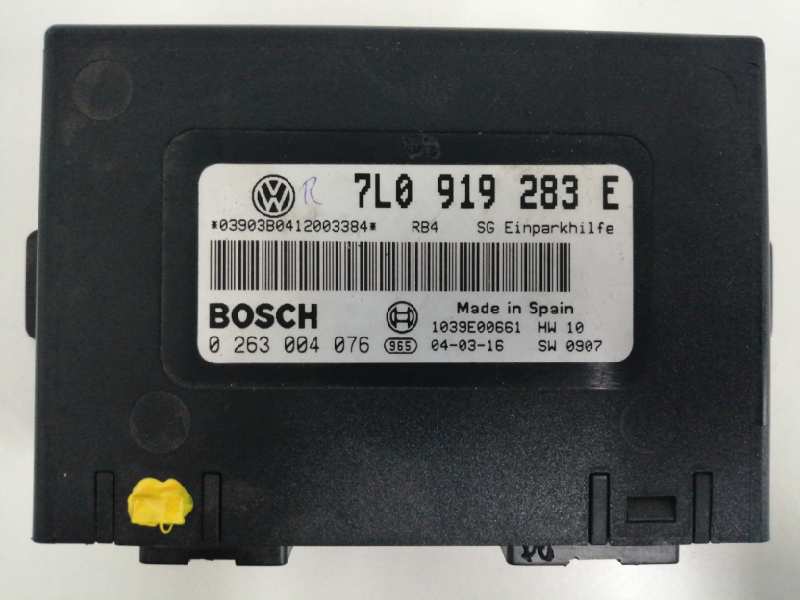 VW R 7L0 919 283 E
*03903B0412003384* RB4 SG Einparkhilfe
BOSCH Made in Spain
1039E00661 HW 10
0 263 004 076 965 04-03-16 SW 0907